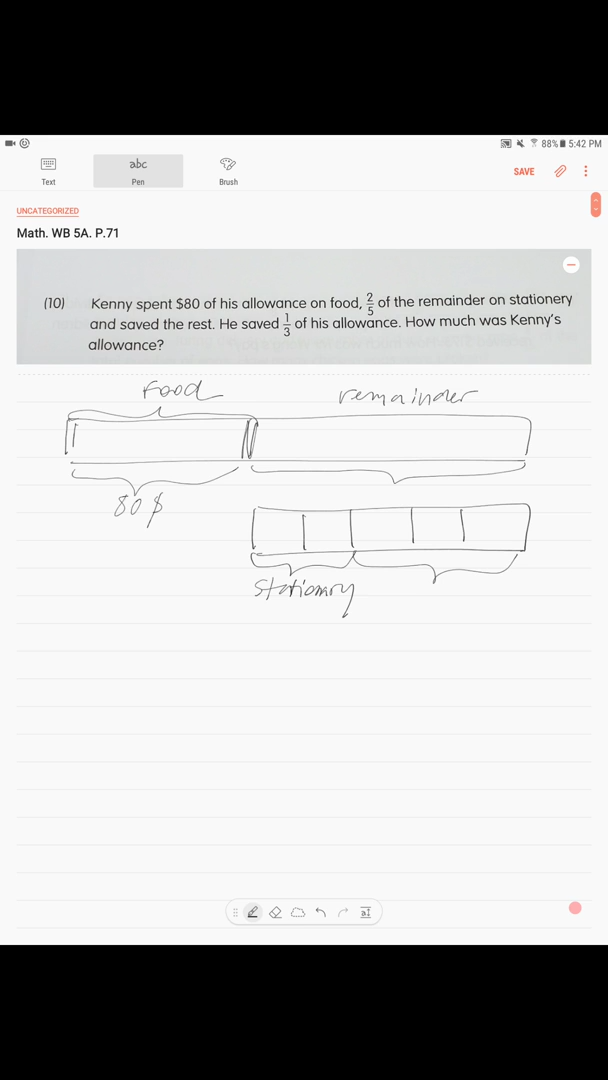 88% 5:42 PM
Text
abc
Pen
Brush
SAVE
UNCATEGORIZED
Math. WB 5A. P.71
(10) Kenny spent $80 of his allowance on food, 2/5 of the remainder on stationery
and saved the rest. He saved 1/3 of his allowance. How much was Kenny's
allowance?
Food
remainder
80 $
Stationary
aI